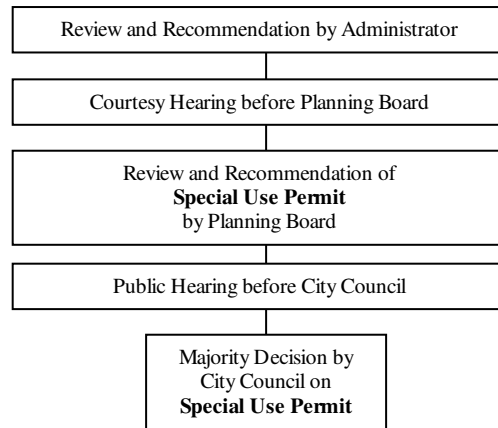 Review and Recommendation by Administrator
Courtesy Hearing before Planning Board
Review and Recommendation of
Special Use Permit
by Planning Board
Public Hearing before City Council
Majority Decision by
City Council on
Special Use Permit